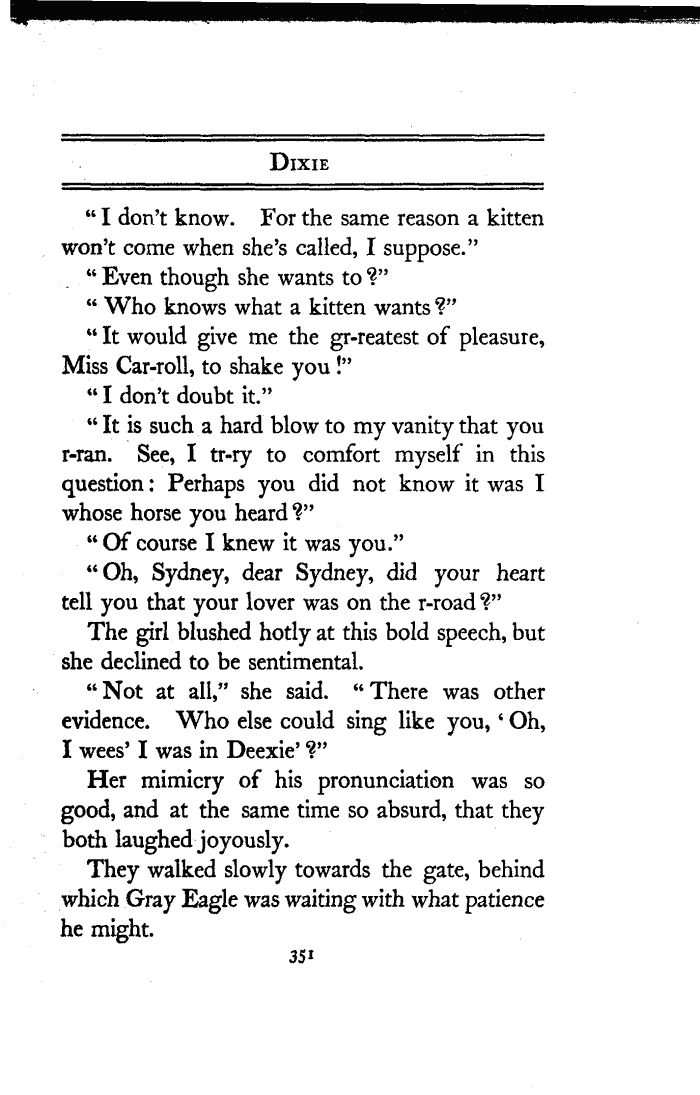 DIXIE
“I don’t know. For the same reason a kitten
won’t come when she’s called, I suppose.”
“Even though she wants to?”
“Who knows what a kitten wants?”
“It would give me the gr-reatest of pleasure,
Miss Car-roll, to shake you!”
“I don’t doubt it.”
“It is such a hard blow to my vanity that you
r-ran. See, I tr-ry to comfort myself in this
question: Perhaps you did not know it was I
whose horse you heard?”
“Of course I knew it was you.”
“Oh, Sydney, dear Sydney, did your heart
tell you that your lover was on the r-road?”
The girl blushed hotly at this bold speech, but
she declined to be sentimental.
“Not at all,” she said. “There was other
evidence. Who else could sing like you, ‘Oh,
I wees’ I was in Deexie’?”
Her mimicry of his pronunciation was so
good, and at the same time so absurd, that they
both laughed joyously.
They walked slowly towards the gate, behind
which Gray Eagle was waiting with what patience
he might.
351